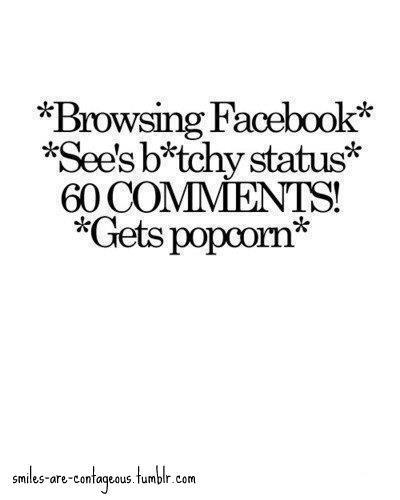 *Browsing Facebook*
*See's b*tchy status*
60 COMMENTS!
*Gets popcorn*
smiles-are-contageous.tumblr.com